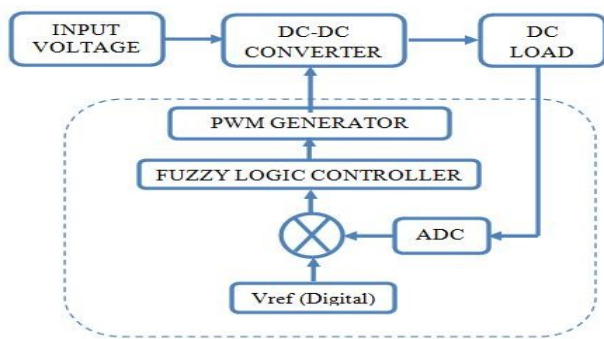 INPUT
VOLTAGE
DC-DC
CONVERTER
DC
LOAD
PWM GENERATOR
FUZZY LOGIC CONTROLLER
ADC
Vref (Digital)